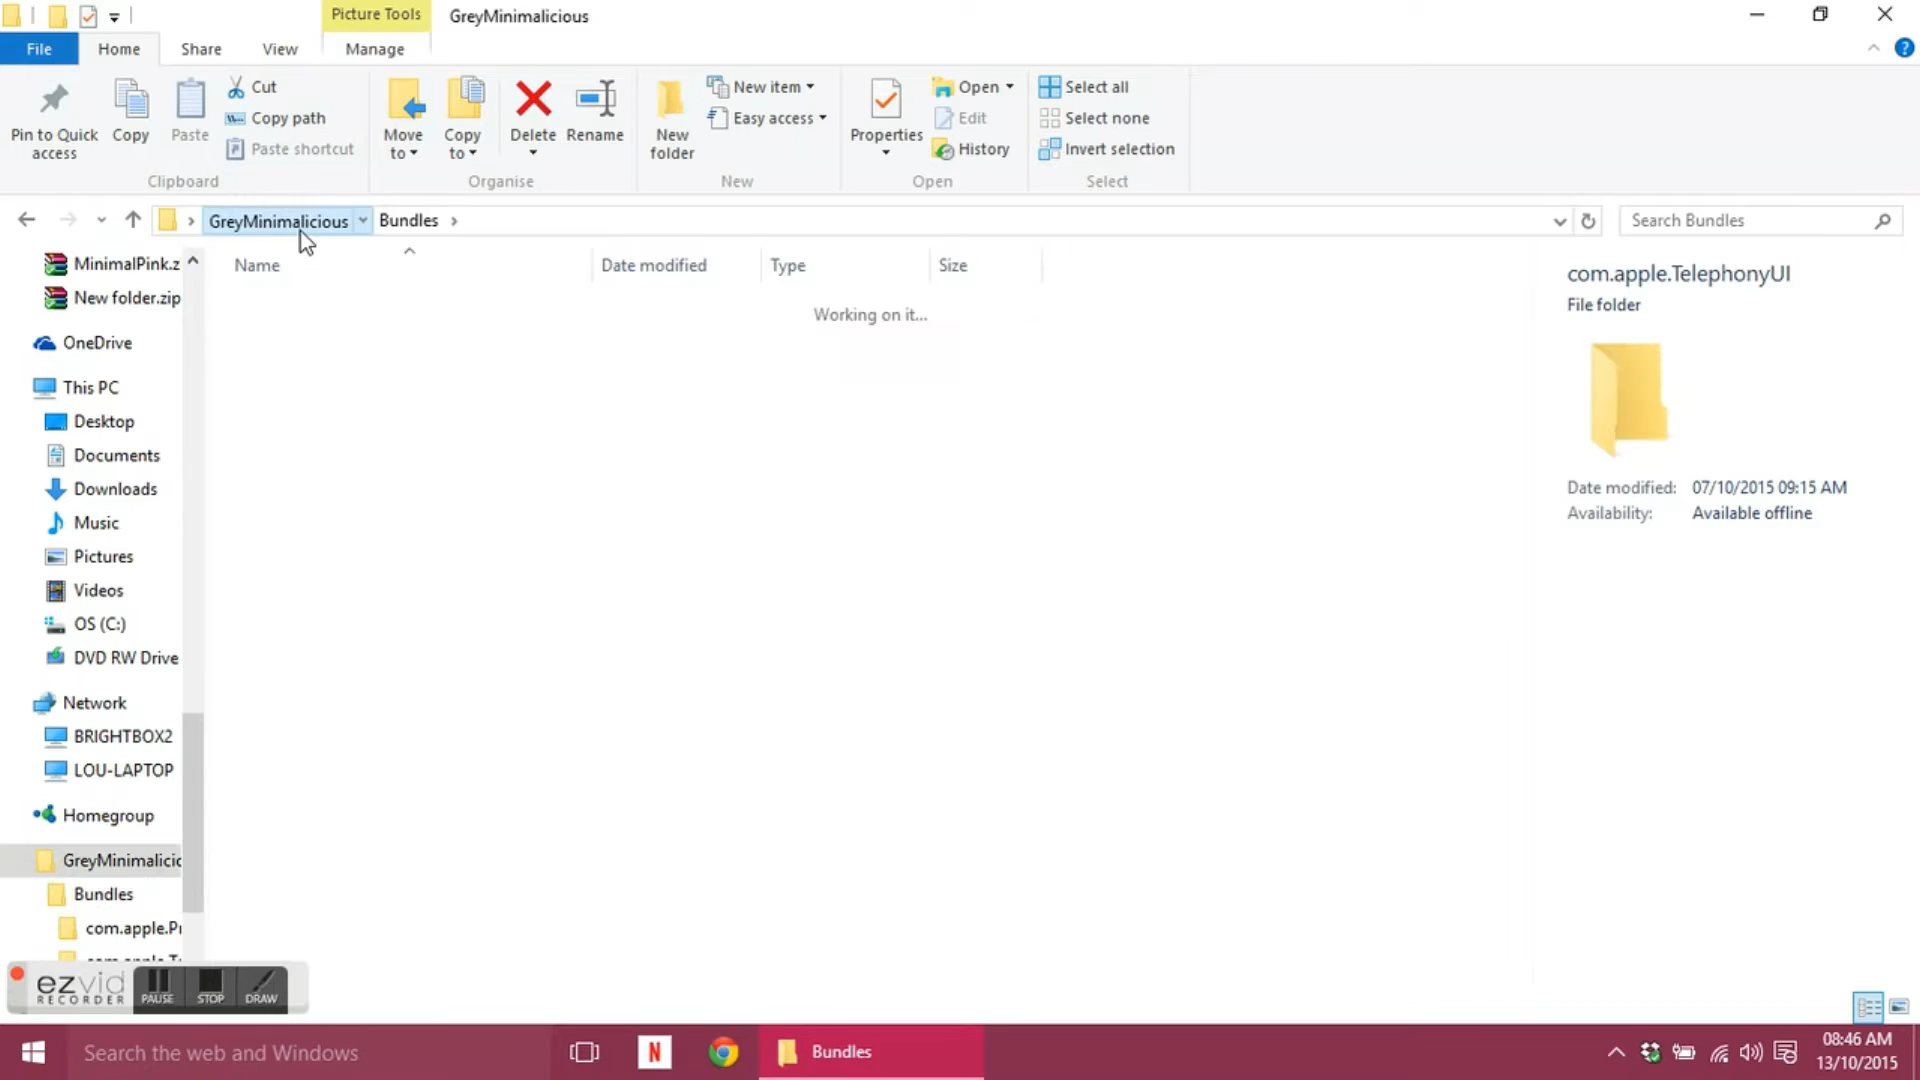 Picture Tools GreyMinimalicious
File Home Share View Manage
Pin to Quick access
Copy
Paste
Cut
Copy path
Paste shortcut
Clipboard
Move to
Copy to
Delete
Rename
Organise
New folder
New item
Easy access
New
Properties
Open
Edit
History
Open
Select all
Select none
Invert selection
Select
GreyMinimalicious Bundles
Search Bundles
MinimalPink.z
New folder.zip
OneDrive
This PC
Desktop
Documents
Downloads
Music
Pictures
Videos
OS (C:)
DVD RW Drive
Network
BRIGHTBOX2
LOU-LAPTOP
Homegroup
GreyMinimalic
Bundles
com.apple.Pr
Name Date modified Type Size
Working on it...
com.apple.TelephonyUI
File folder
Date modified: 07/10/2015 09:15 AM
Availability: Available offline
ezvid
RECORDER
PAUSE STOP DRAW
Search the web and Windows
N
Bundles
08:46 AM
13/10/2015